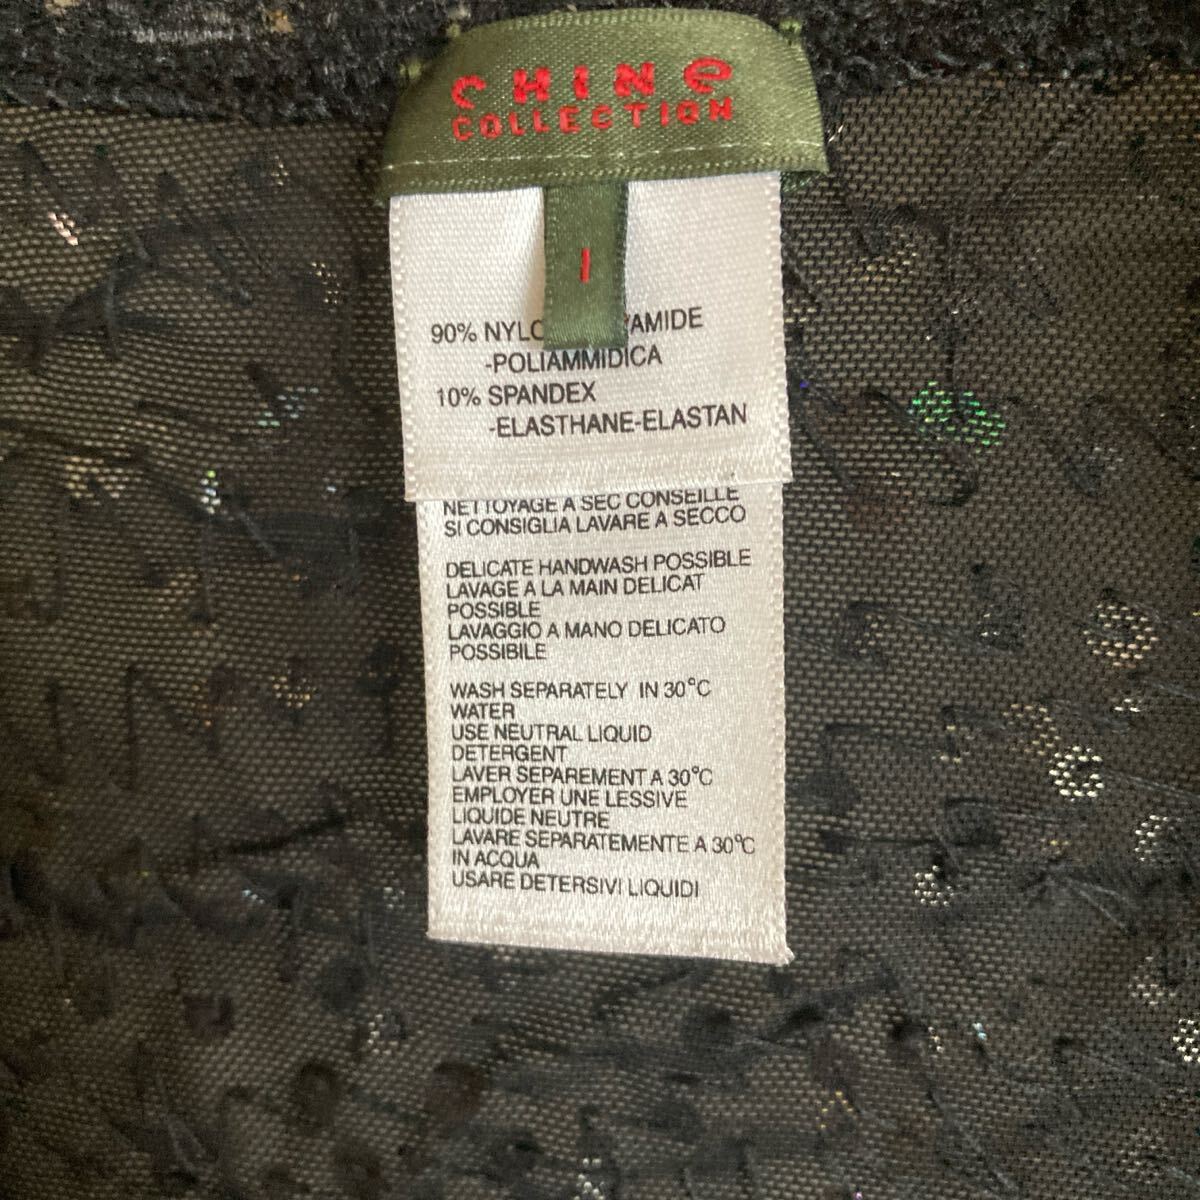 CHINE
COLLECTION
I
90% NYLO AMIDE
-POLIAMMIDICA
10% SPANDEX
-ELASTHANE-ELASTAN
NETTOYAGE A SEC CONSEILLE
SI CONSIGLIA LAVARE A SECCO
DELICATE HANDWASH POSSIBLE
LAVAGE A LA MAIN DELICAT
POSSIBLE
LAVAGGIO A MANO DELICATO
POSSIBILE
WASH SEPARATELY IN 30°C
WATER
USE NEUTRAL LIQUID
DETERGENT
LAVER SEPAREMENT A 30°C
EMPLOYER UNE LESSIVE
LIQUIDE NEUTRE
LAVARE SEPARATEMENTE A 30°C
IN ACQUA
USARE DETERSIVI LIQUIDI